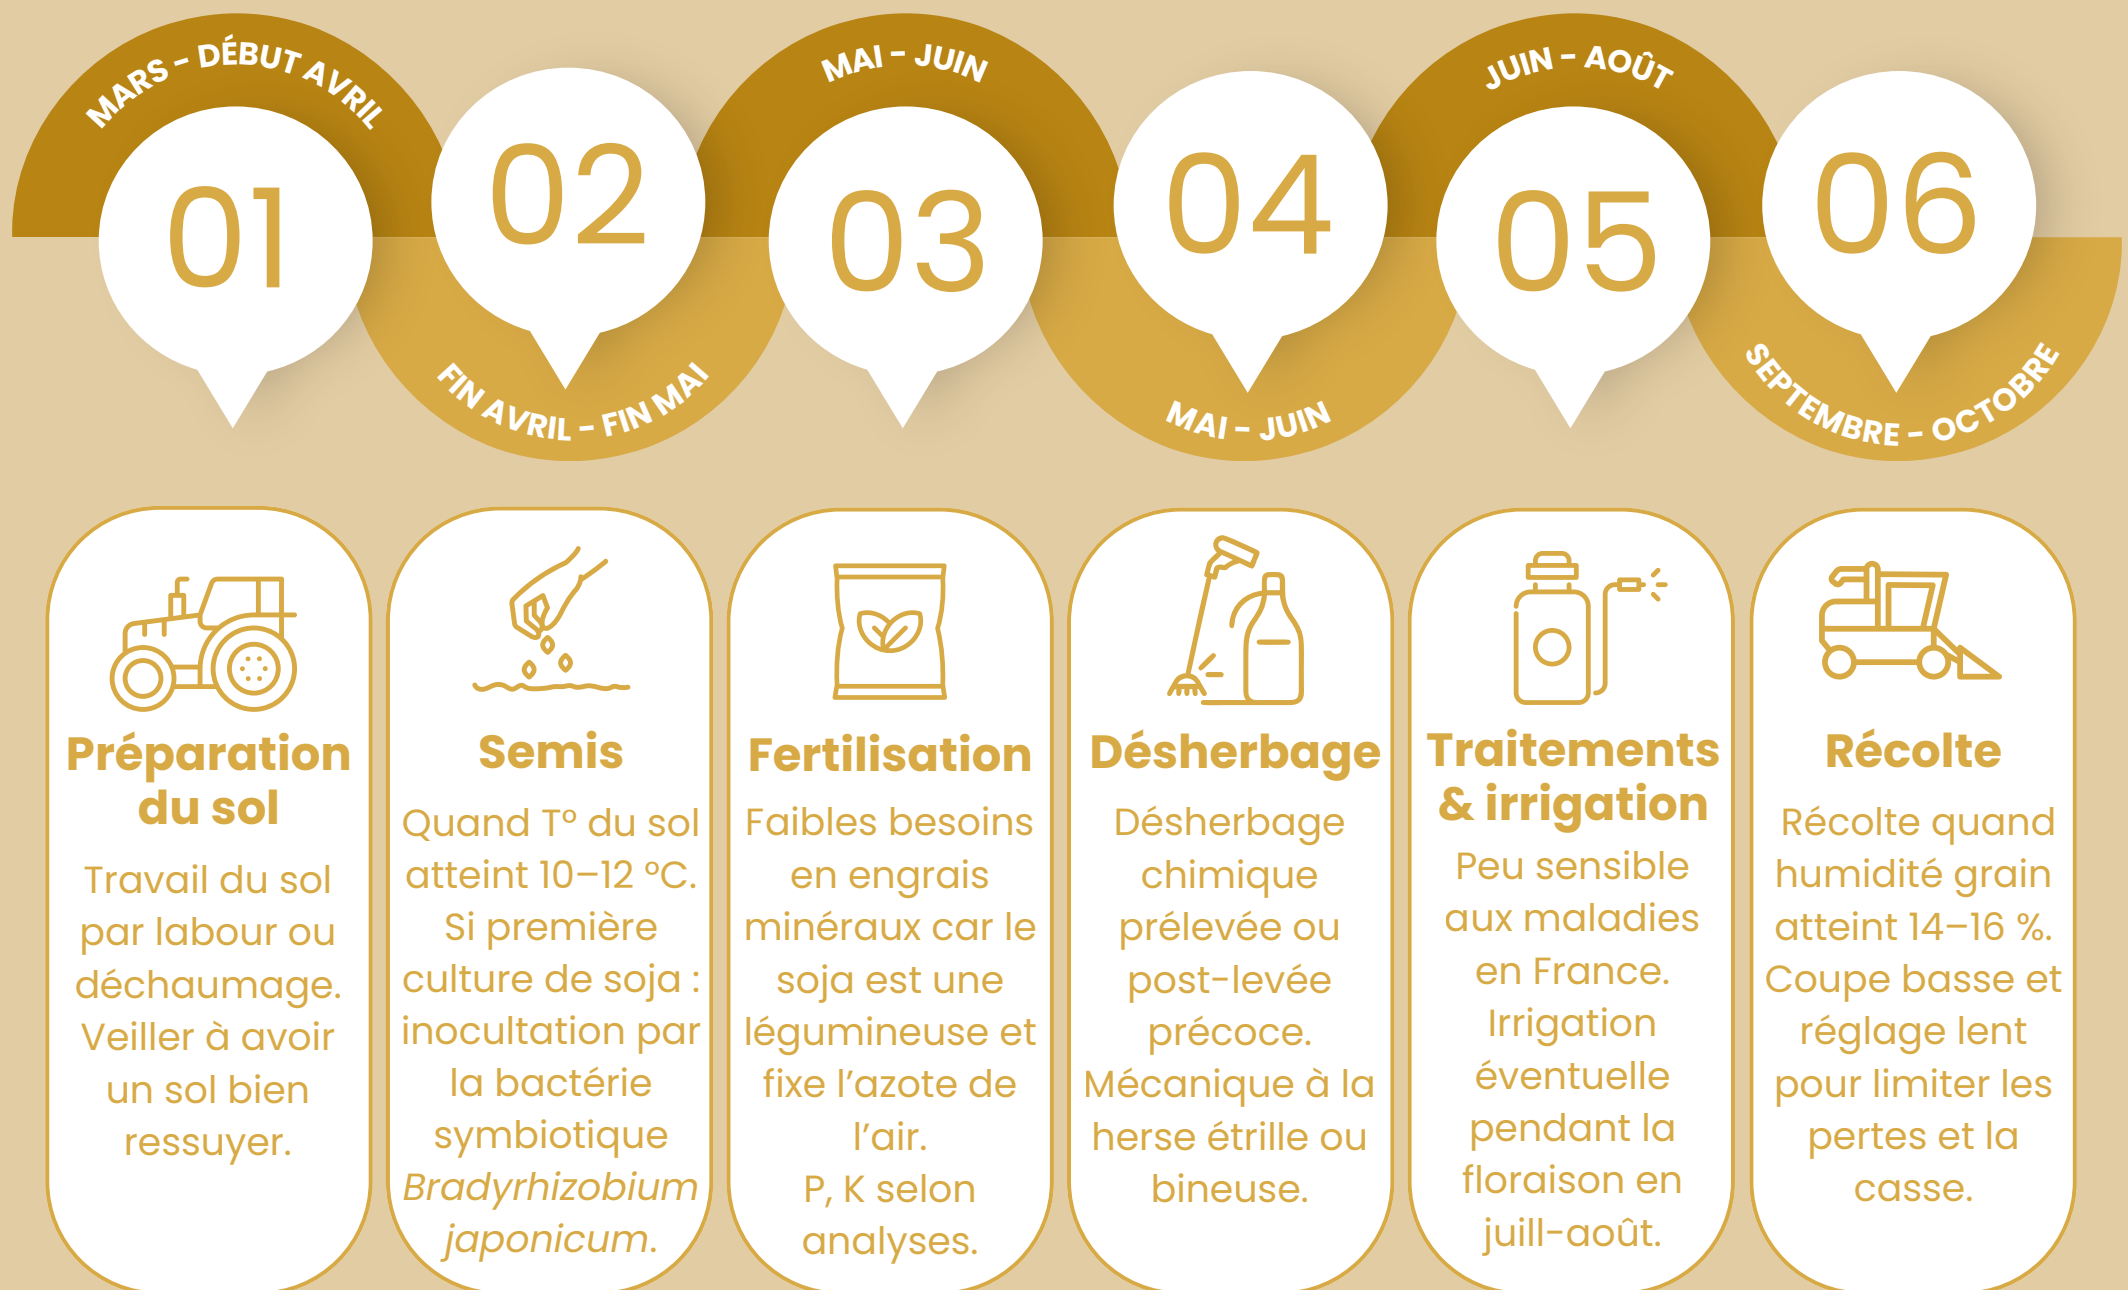 MARS - DÉBUT AVRIL
01
FIN AVRIL - FIN MAI
02
MAI - JUIN
03
MAI - JUIN
04
JUIN - AOÛT
05
SEPTEMBRE - OCTOBRE
06
Préparation
du sol
Travail du sol
par labour ou
déchaumage.
Veiller à avoir
un sol bien
ressuyer.
Semis
Quand T° du sol
atteint 10–12 °C.
Si première
culture de soja :
inocultation par
la bactérie
symbiotique
Bradyrhizobium
japonicum.
Fertilisation
Faibles besoins
en engrais
minéraux car le
soja est une
légumineuse et
fixe l’azote de
l’air.
P, K selon
analyses.
Désherbage
Désherbage
chimique
prélevée ou
post-levée
précoce.
Mécanique à la
herse étrille ou
bineuse.
Traitements
& irrigation
Peu sensible
aux maladies
en France.
Irrigation
éventuelle
pendant la
floraison en
juill-août.
Récolte
Récolte quand
humidité grain
atteint 14–16 %.
Coupe basse et
réglage lent
pour limiter les
pertes et la
casse.